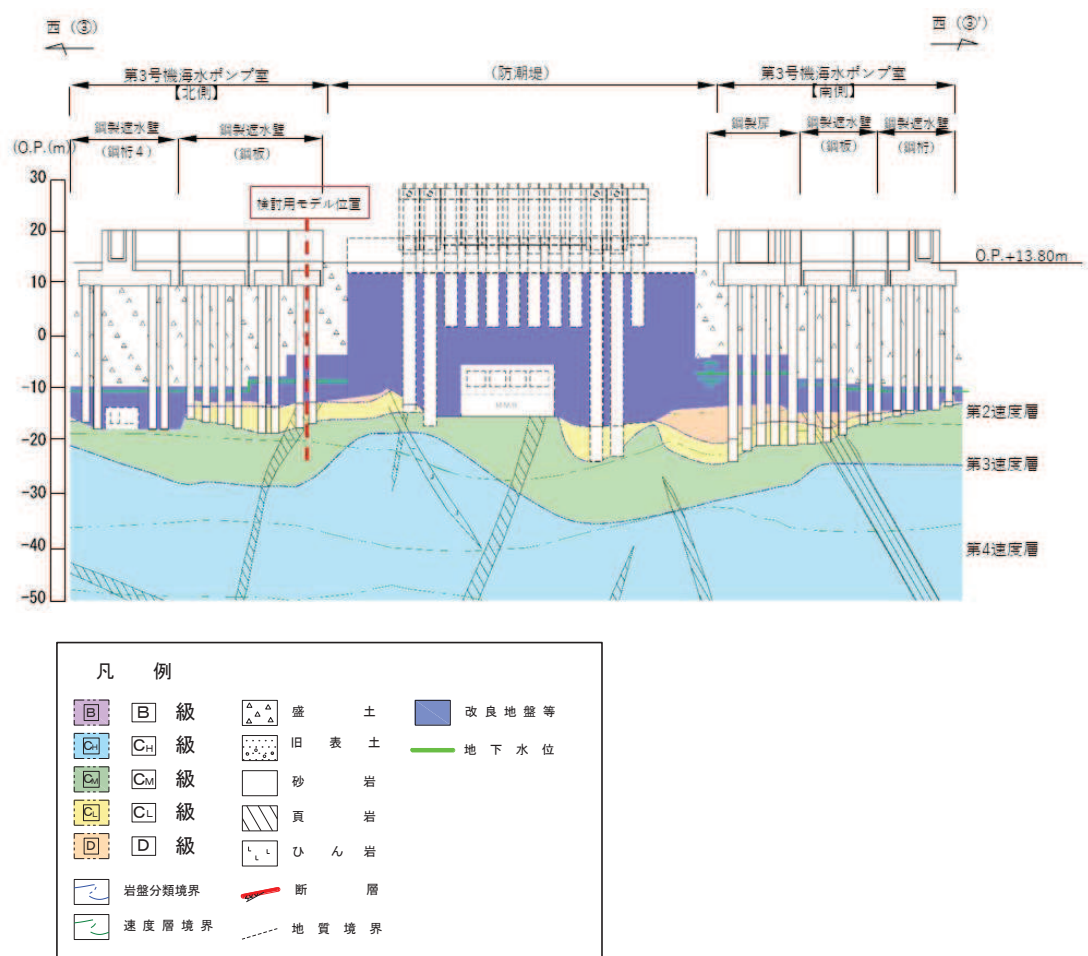 西(③)
西(③')
第3号機海水ポンプ室
【北側】
(防潮堤)
第3号機海水ポンプ室
【南側】
鋼製遮水壁
(鋼桁4)
鋼製遮水壁
(鋼板)
鋼製扉
鋼製遮水壁
(鋼板)
鋼製遮水壁
(鋼桁)
(O.P.(m))
30
20
10
0
-10
-20
-30
-40
-50
検討用モデル位置
O.P.+13.80m
MMR
第2速度層
第3速度層
第4速度層
凡例
B B 級
CH CH 級
CM CM 級
CL CL 級
D D 級
岩盤分類境界
速度層境界
盛土
旧表土
砂岩
頁岩
ひん岩
断層
地質境界
改良地盤等
地下水位